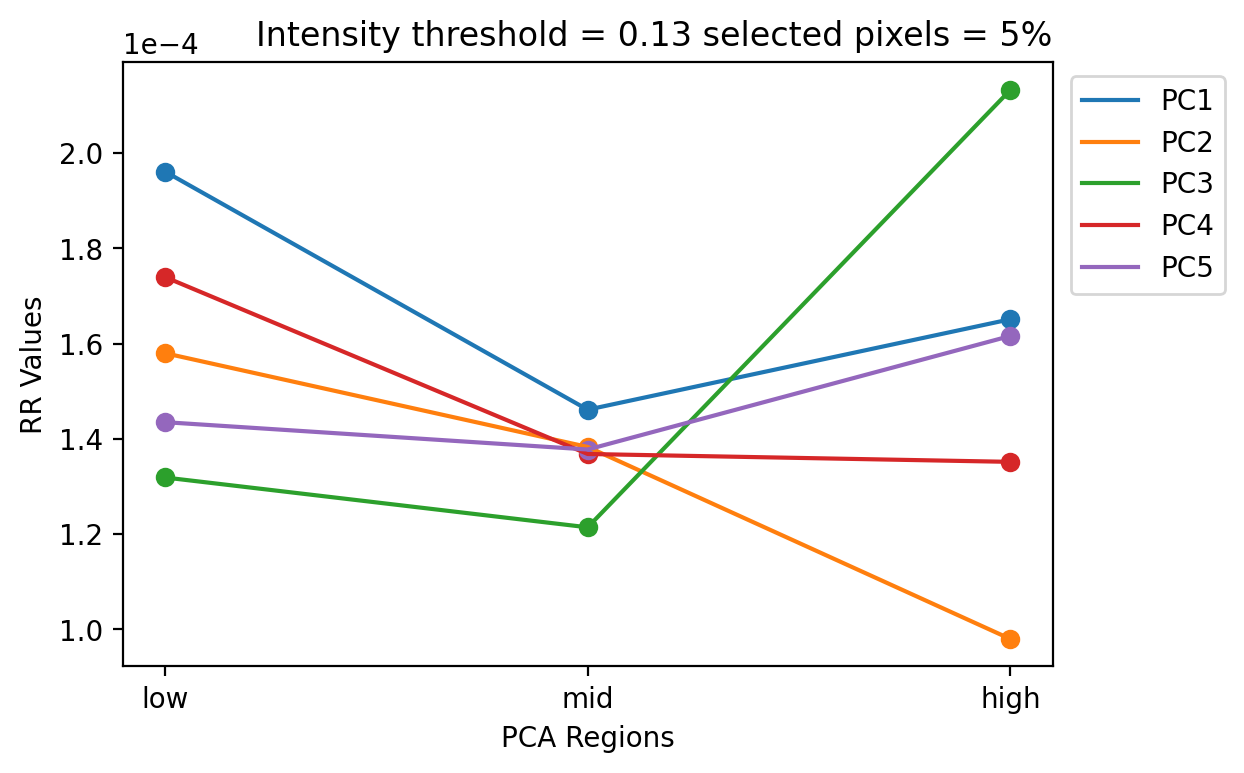 Intensity threshold = 0.13 selected pixels = 5%
1e−4
2.0
1.8
1.6
1.4
1.2
1.0
RR Values
low
mid
high
PCA Regions
PC1
PC2
PC3
PC4
PC5